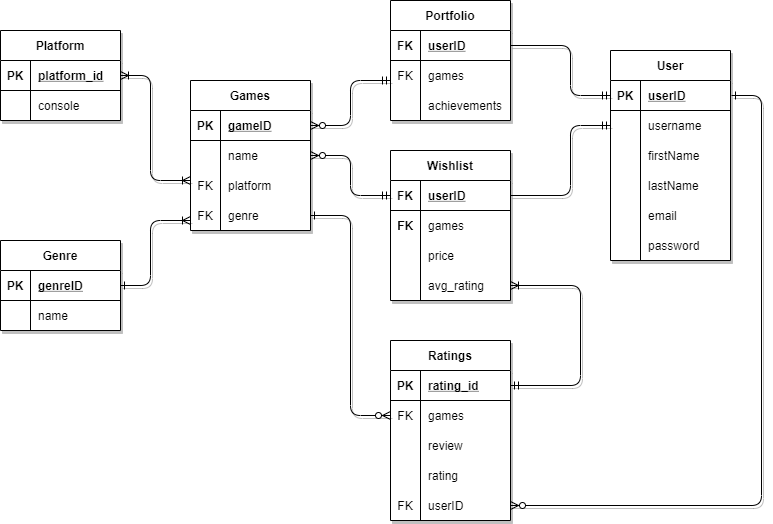 Platform
PK platform_id
console
Genre
PK genreID
name
Games
PK gameID
name
FK platform
FK genre
Portfolio
FK userID
FK games
achievements
Wishlist
FK userID
FK games
price
avg_rating
Ratings
PK rating_id
FK games
review
rating
FK userID
User
PK userID
username
firstName
lastName
email
password